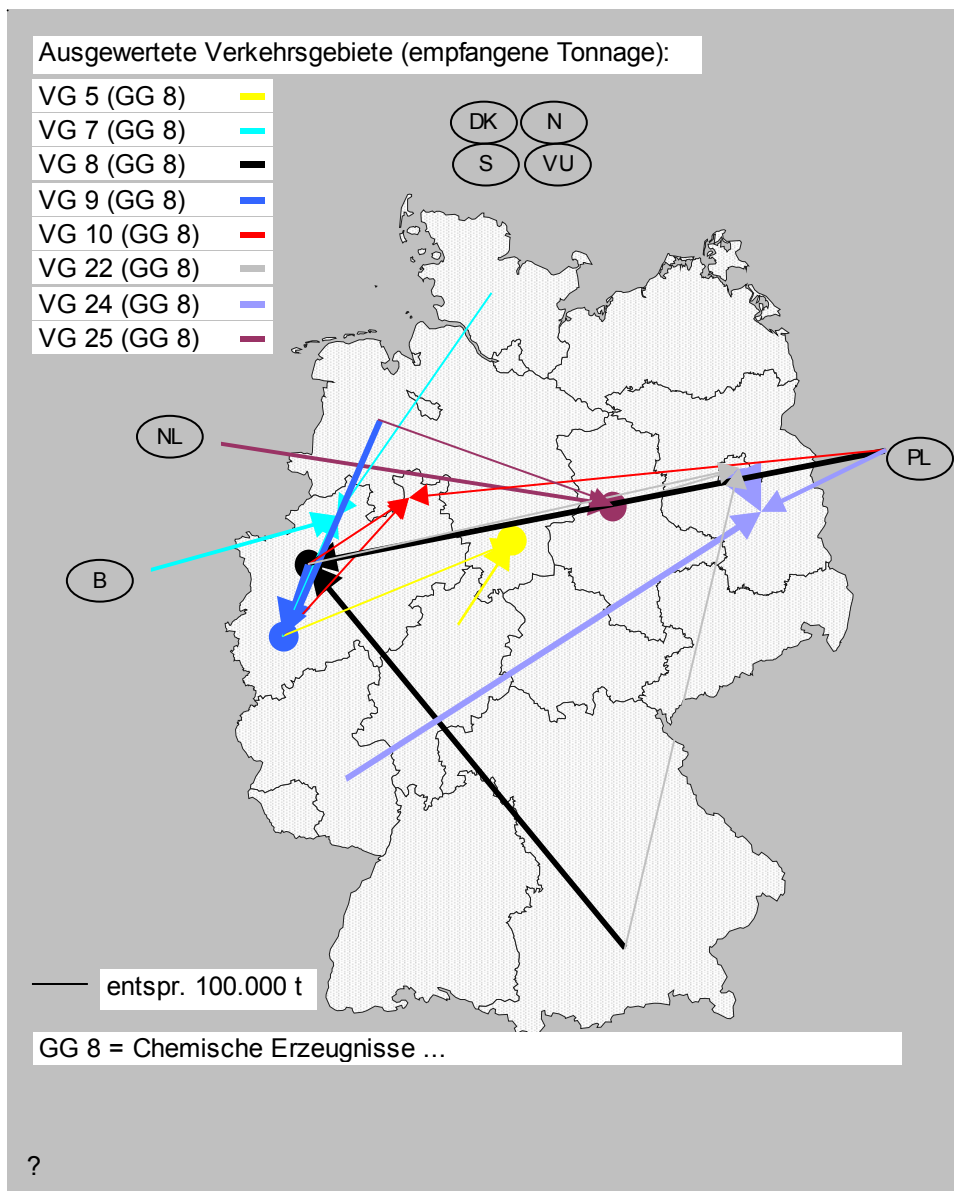 Ausgewertete Verkehrsgebiete (empfangene Tonnage):
VG 5 (GG 8)
VG 7 (GG 8)
VG 8 (GG 8)
VG 9 (GG 8)
VG 10 (GG 8)
VG 22 (GG 8)
VG 24 (GG 8)
VG 25 (GG 8)
DK N
S VU
NL
PL
B
entspr. 100.000 t
GG 8 = Chemische Erzeugnisse ...
?